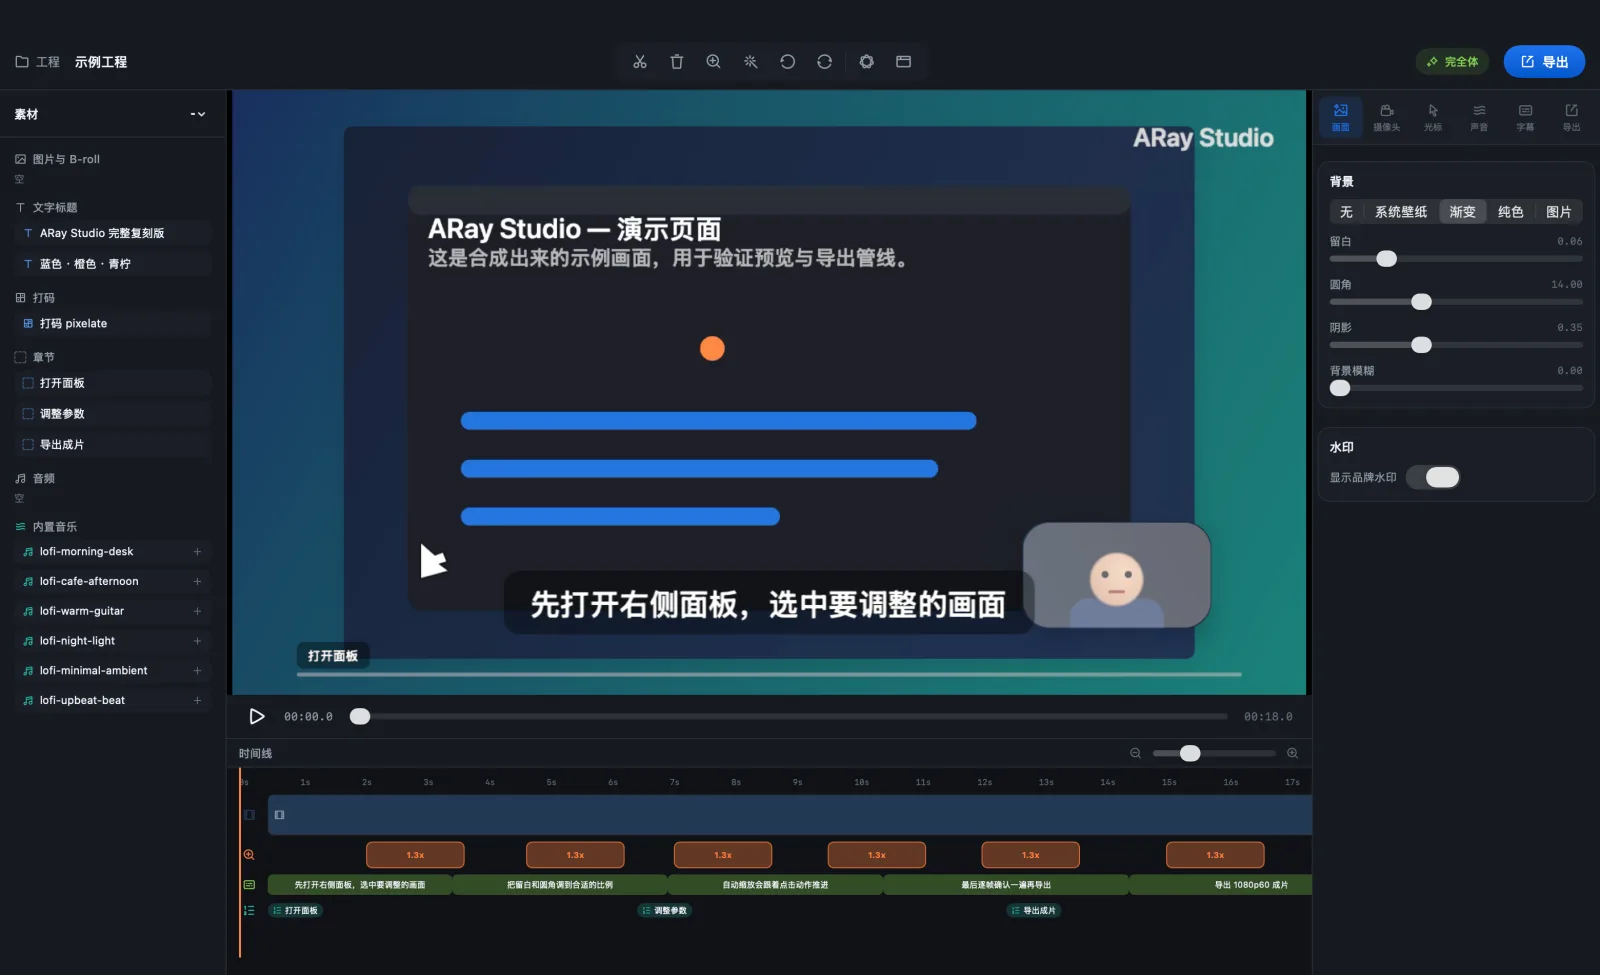 工程 示例工程
完全体 导出
素材
图片与 B-roll
空
文字标题
ARay Studio 完整复刻版
蓝色 · 橙色 · 青柠
打码
打码 pixelate
章节
打开面板
调整参数
导出成片
音频
空
内置音乐
lofi-morning-desk
lofi-cafe-afternoon
lofi-warm-guitar
lofi-night-light
lofi-minimal-ambient
lofi-upbeat-beat
ARay Studio
ARay Studio — 演示页面
这是合成出来的示例画面，用于验证预览与导出管线。
先打开右侧面板，选中要调整的画面
打开面板
00:00.0 00:18.0
画面 摄像头 光标 声音 字幕 导出
背景
无 系统壁纸 渐变 纯色 图片
留白 0.06
圆角 14.00
阴影 0.35
背景模糊 0.00
水印
显示品牌水印
时间线
0s 1s 2s 3s 4s 5s 6s 7s 8s 9s 10s 11s 12s 13s 14s 15s 16s 17s
1.3x 1.3x 1.3x 1.3x 1.3x 1.3x
先打开右侧面板，选中要调整的画面 把留白和圆角调到合适的比例 自动缩放会跟着点击动作推进 最后逐帧确认一遍再导出 导出 1080p60 成片
打开面板 调整参数 导出成片